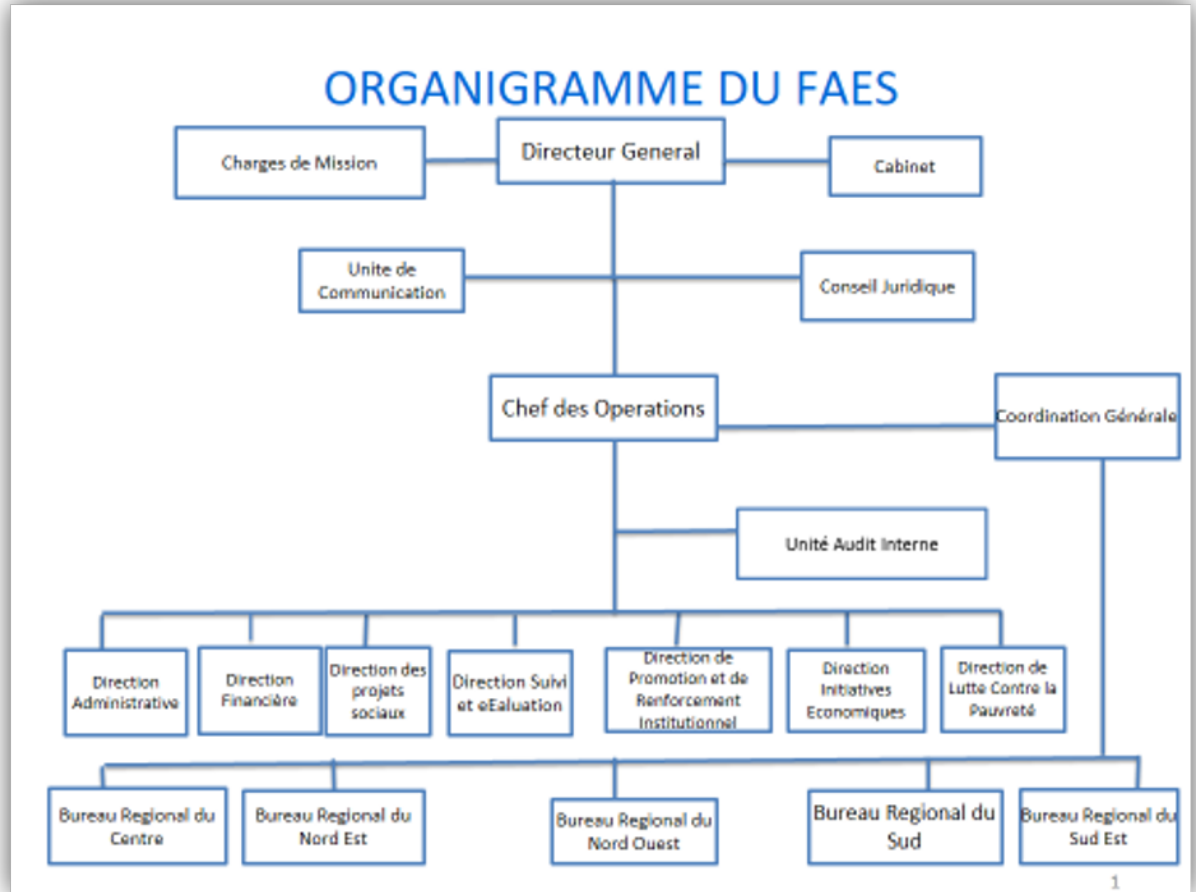 ORGANIGRAMME DU FAES
Charges de Mission
Directeur General
Cabinet
Unite de
Communication
Conseil Juridique
Chef des Operations
Coordination Générale
Unité Audit Interne
Direction
Administrative
Direction
Financière
Direction des
projets
sociaux
Direction Suivi
et eEaluation
Direction de
Promotion et de
Renforcement
Institutionnel
Direction
Initiatives
Economiques
Direction de
Lutte Contre la
Pauvreté
Bureau Regional du
Centre
Bureau Regional du
Nord Est
Bureau Regional du
Nord Ouest
Bureau Regional du
Sud
Bureau Regional du
Sud Est
1